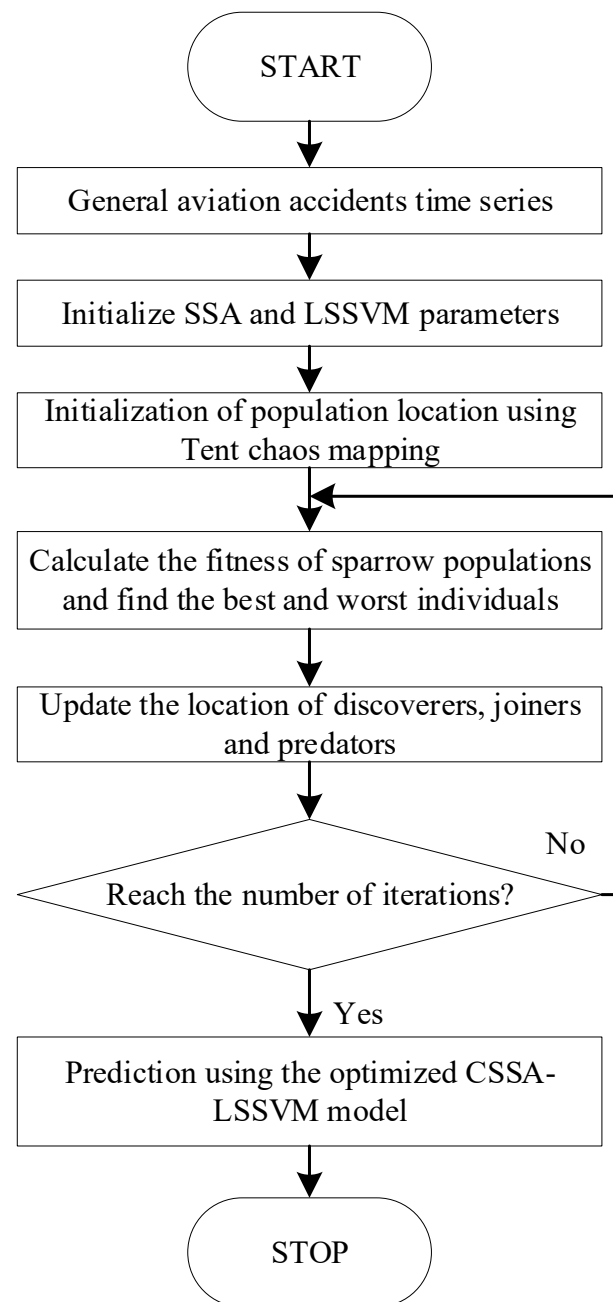 START
General aviation accidents time series
Initialize SSA and LSSVM parameters
Initialization of population location using
Tent chaos mapping
Calculate the fitness of sparrow populations
and find the best and worst individuals
Update the location of discoverers, joiners
and predators
No
Reach the number of iterations?
Yes
Prediction using the optimized CSSA-
LSSVM model
STOP